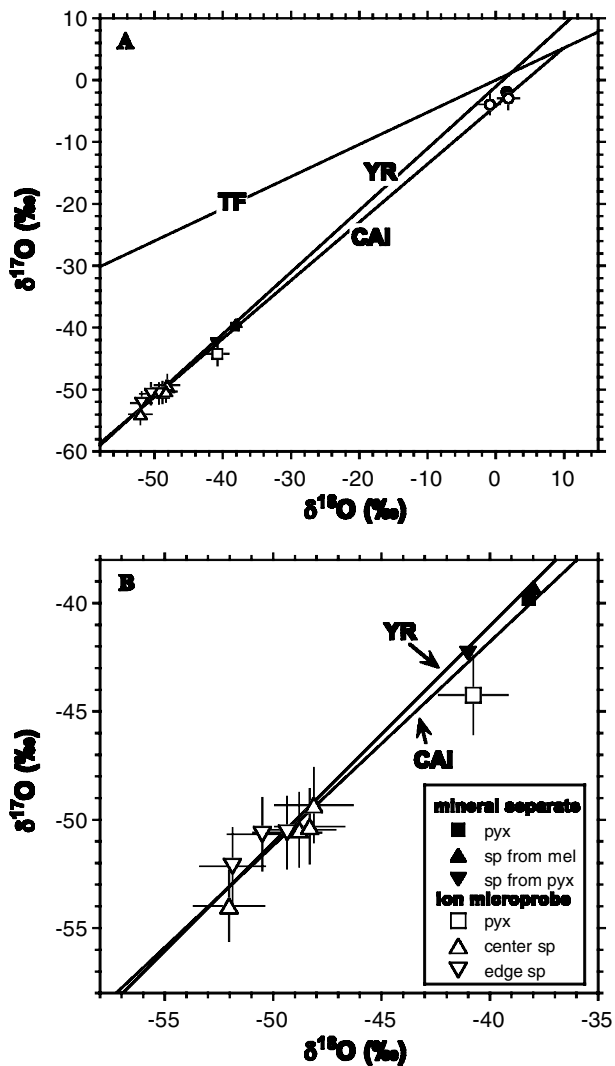 A
10
0
-10
-20
-30
-40
-50
-60
δ17O (‰)
TF
YR
CAI
-50 -40 -30 -20 -10 0 10
δ18O (‰)
B
-40
-45
-50
-55
δ17O (‰)
YR
CAI
mineral separate
pyx
sp from mel
sp from pyx
ion microprobe
pyx
center sp
edge sp
-55 -50 -45 -40 -35
δ18O (‰)